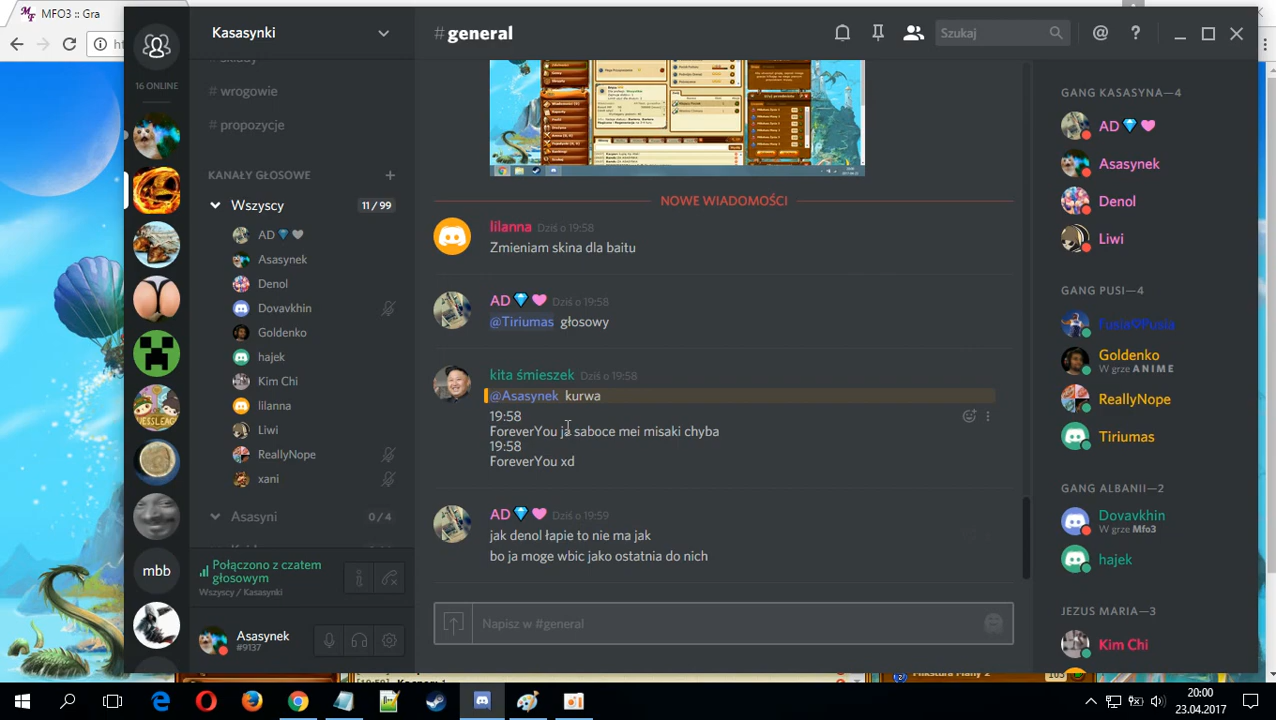 MFO3 :: Gra
Kasasynki
#general
Szukaj
16 ONLINE
# wrogowie
# propozycje
KANAŁY GŁOSOWE
Wszyscy
11/99
AD
Asasynek
Denol
Dovavkhin
Goldenko
hajek
Kim Chi
lilanna
Liwi
ReallyNope
xani
Asasyni
0/4
mbb
Połączono z czatem
głosowym
Wszyscy / Kasasynki
Asasynek
#9137
NOWE WIADOMOŚCI
lilanna Dziś o 19:58
Zmieniam skina dla baitu
AD Dziś o 19:58
@Tiriumas głosowy
kita śmieszek Dziś o 19:58
@Asasynek kurwa
19:58
ForeverYou ja saboce mei misaki chyba
19:58
ForeverYou xd
AD Dziś o 19:59
jak denol łapie to nie ma jak
bo ja moge wbic jako ostatnia do nich
Napisz w #general
GANG KASASYNA—4
AD
Asasynek
Denol
Liwi
GANG PUSI—4
Fusia♡Pusia
Goldenko
W grze ANIME
ReallyNope
Tiriumas
GANG ALBANII—2
Dovavkhin
W grze Mfo3
hajek
JEZUS MARIA—3
Kim Chi
Mikstura Many 2
103
20:00
23.04.2017